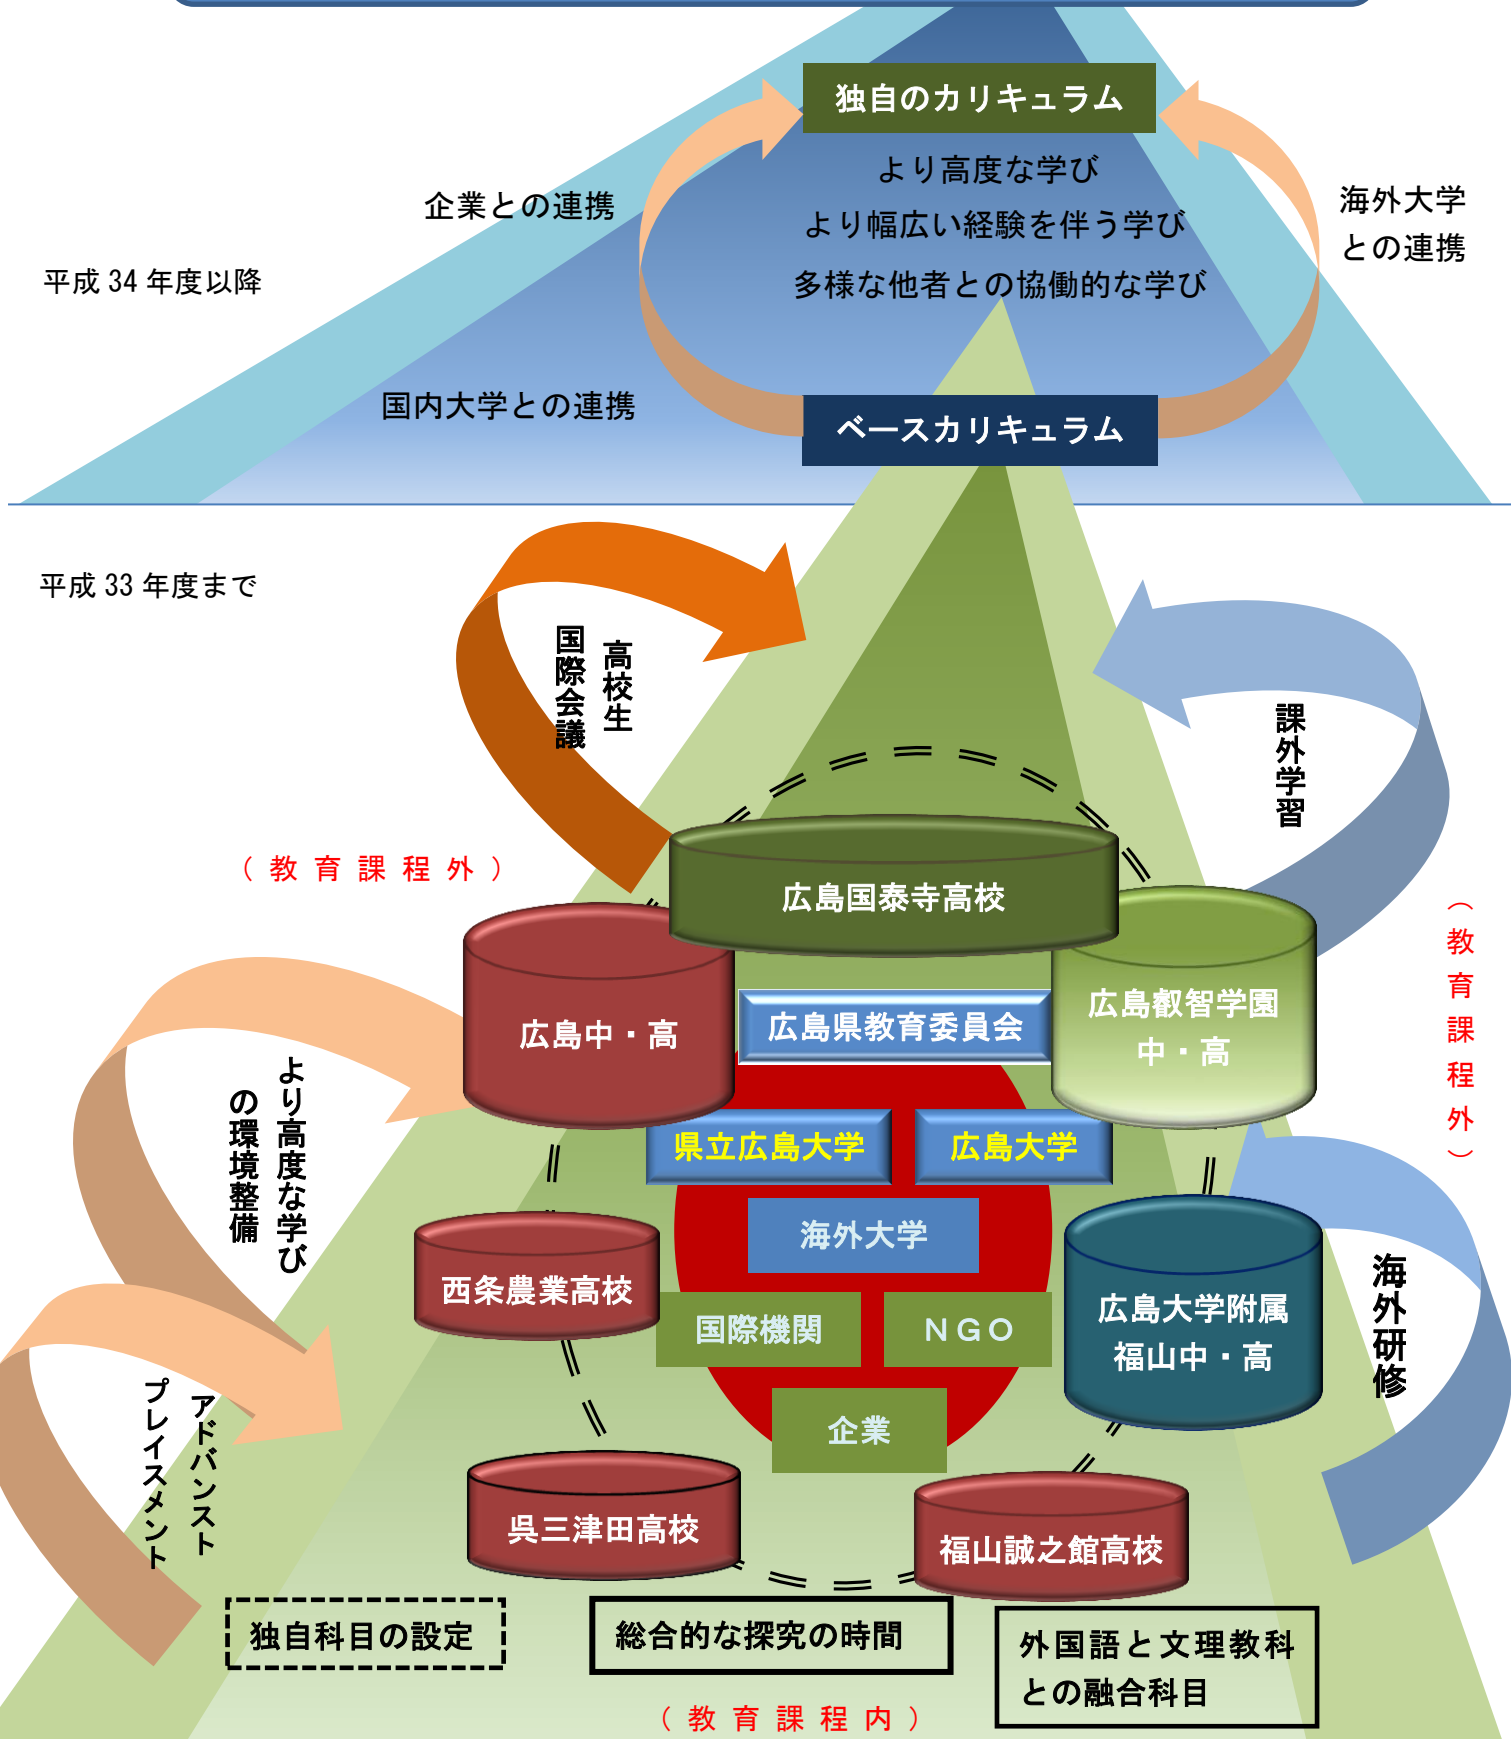 独自のカリキュラム
より高度な学び
より幅広い経験を伴う学び
多様な他者との協働的な学び
企業との連携
海外大学
との連携
平成 34 年度以降
国内大学との連携
ベースカリキュラム
平成 33 年度まで
高校生
国際会議
課外学習
（教育課程外）
広島国泰寺高校
（教育課程外）
広島中・高
広島県教育委員会
広島叡智学園
中・高
より高度な学び
の環境整備
県立広島大学
広島大学
海外大学
西条農業高校
国際機関
ＮＧＯ
広島大学附属
福山中・高
海外研修
アドバンスト
プレイスメント
企業
呉三津田高校
福山誠之館高校
独自科目の設定
総合的な探究の時間
外国語と文理教科
との融合科目
（教育課程内）